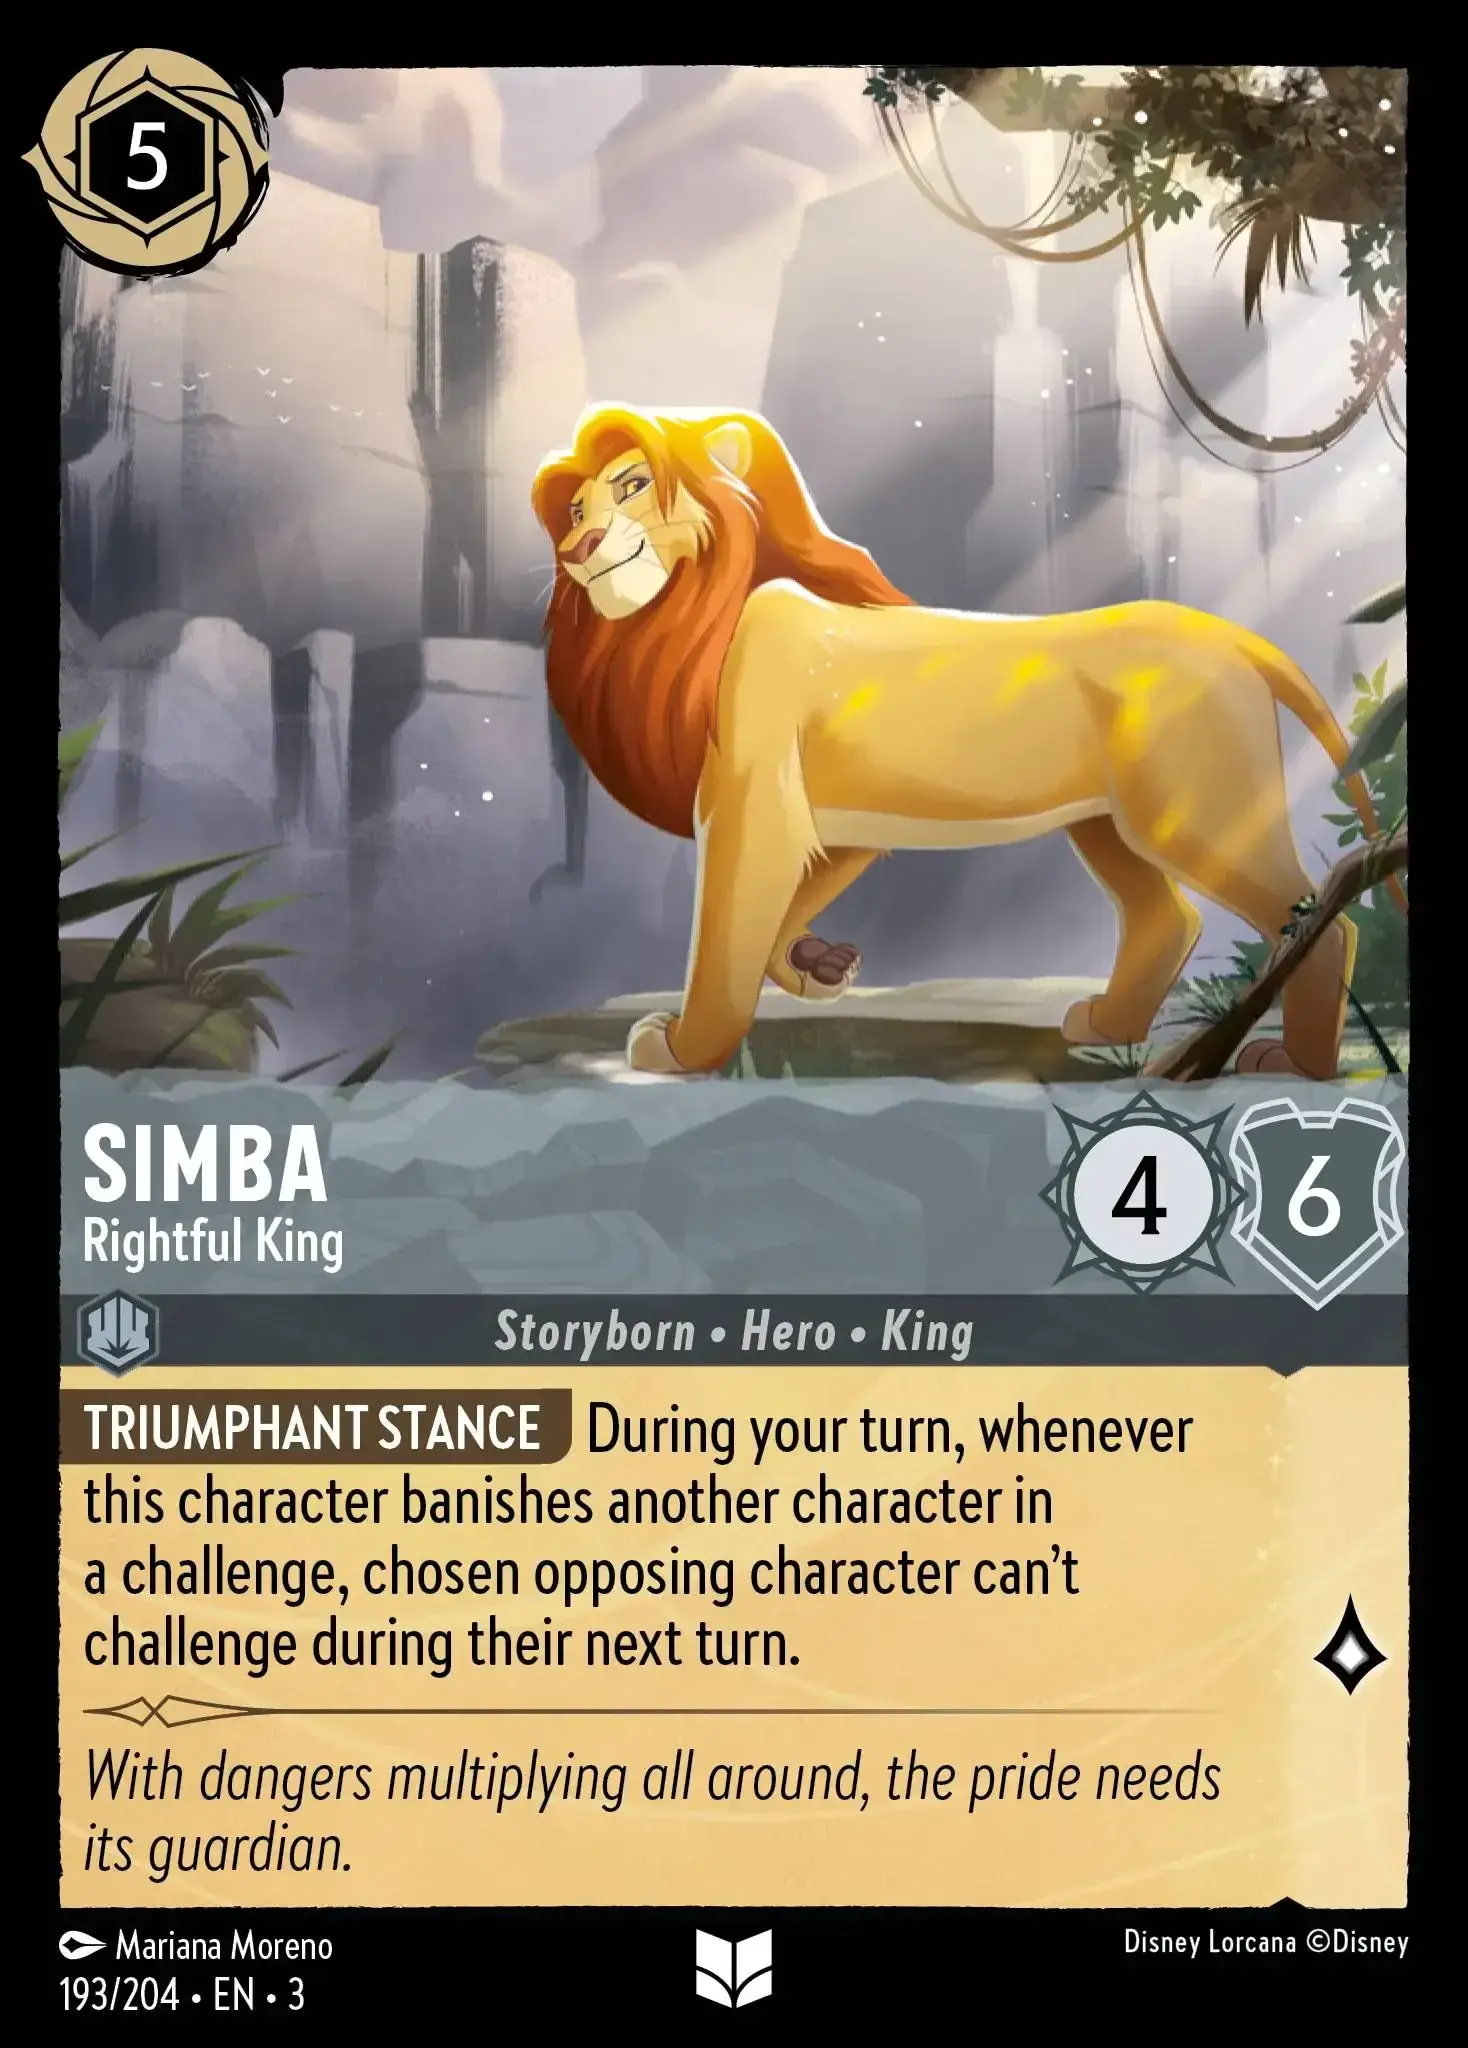 5
SIMBA
Rightful King
4
6
Storyborn • Hero • King
TRIUMPHANT STANCE During your turn, whenever
this character banishes another character in
a challenge, chosen opposing character can't
challenge during their next turn.
With dangers multiplying all around, the pride needs
its guardian.
Mariana Moreno
193/204 • EN • 3
Disney Lorcana ©Disney